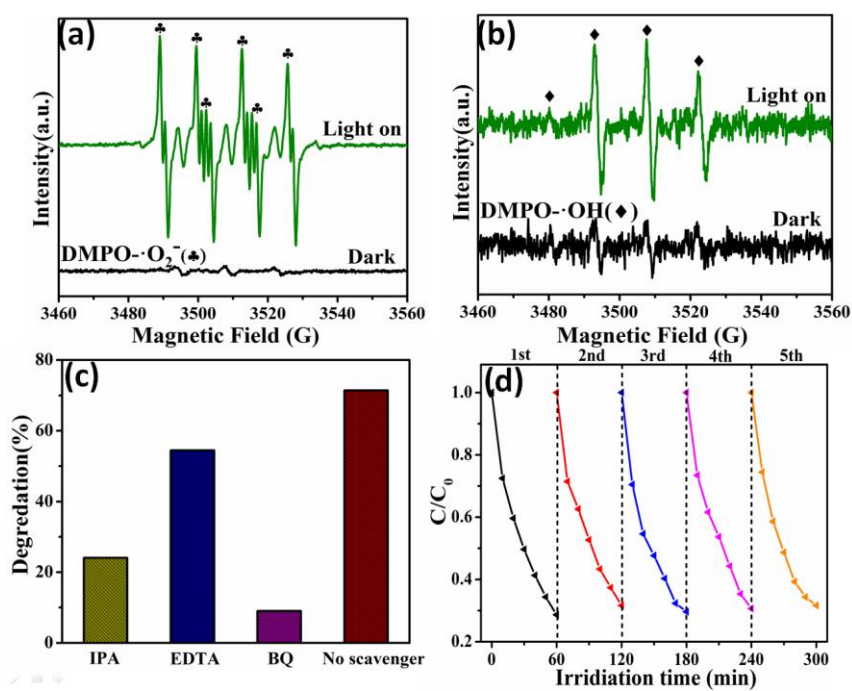 (a)
♣ ♣ ♣ ♣
♣ ♣
Light on
DMPO-·O₂⁻(♣)
Dark
Intensity(a.u.)
3460 3480 3500 3520 3540 3560
Magnetic Field (G)
(b)
♦ ♦ ♦ ♦
Light on
DMPO-·OH(♦)
Dark
Intensity(a.u.)
3460 3480 3500 3520 3540 3560
Magnetic Field (G)
(c)
80
60
40
20
0
Degredation(%)
IPA EDTA BQ No scavenger
(d)
1st 2nd 3rd 4th 5th
1.0
0.8
0.6
0.4
0.2
C/C₀
0 60 120 180 240 300
Irridiation time (min)